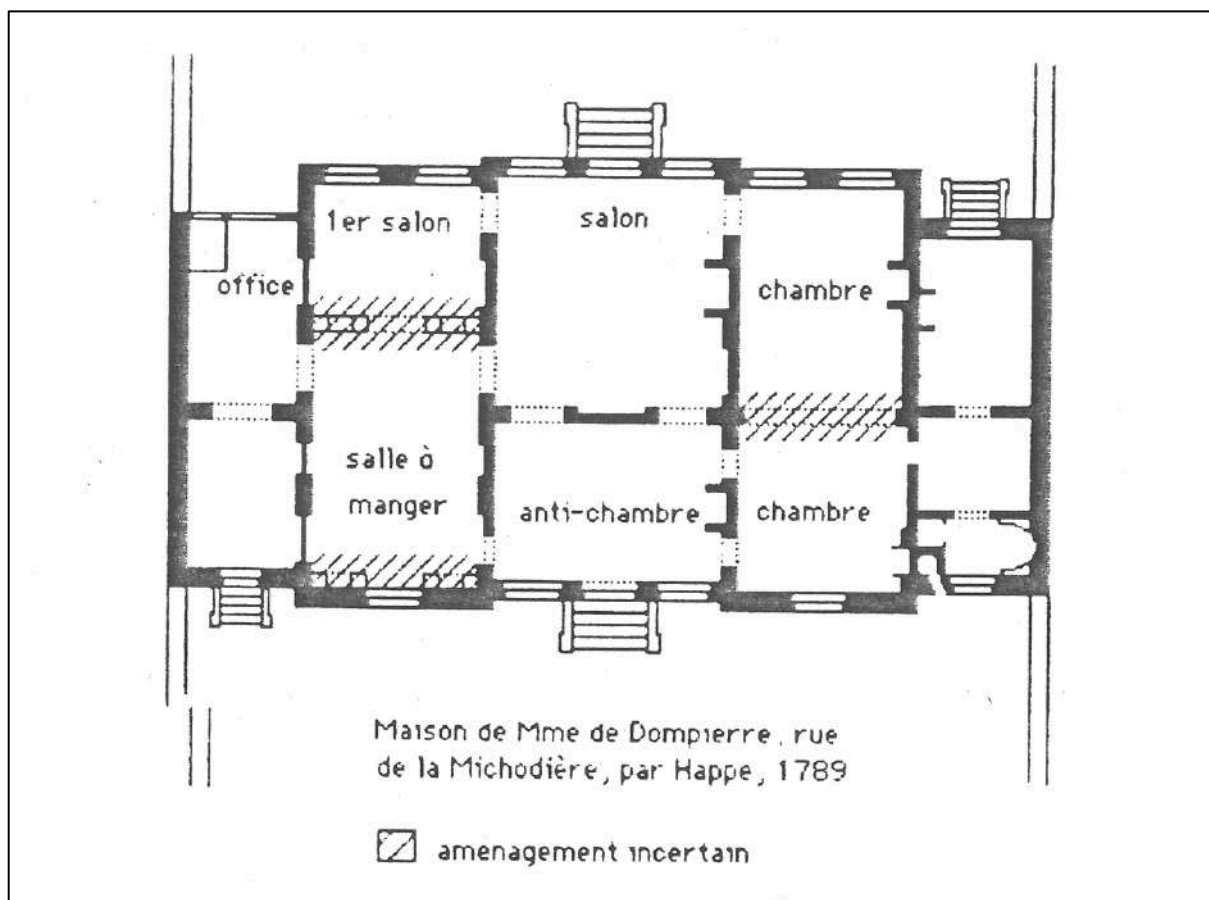 1er salon
salon
office
chambre
salle à
manger
anti-chambre
chambre
Maison de Mme de Dompierre, rue
de la Michodière, par Happe, 1789
amenagement incertain